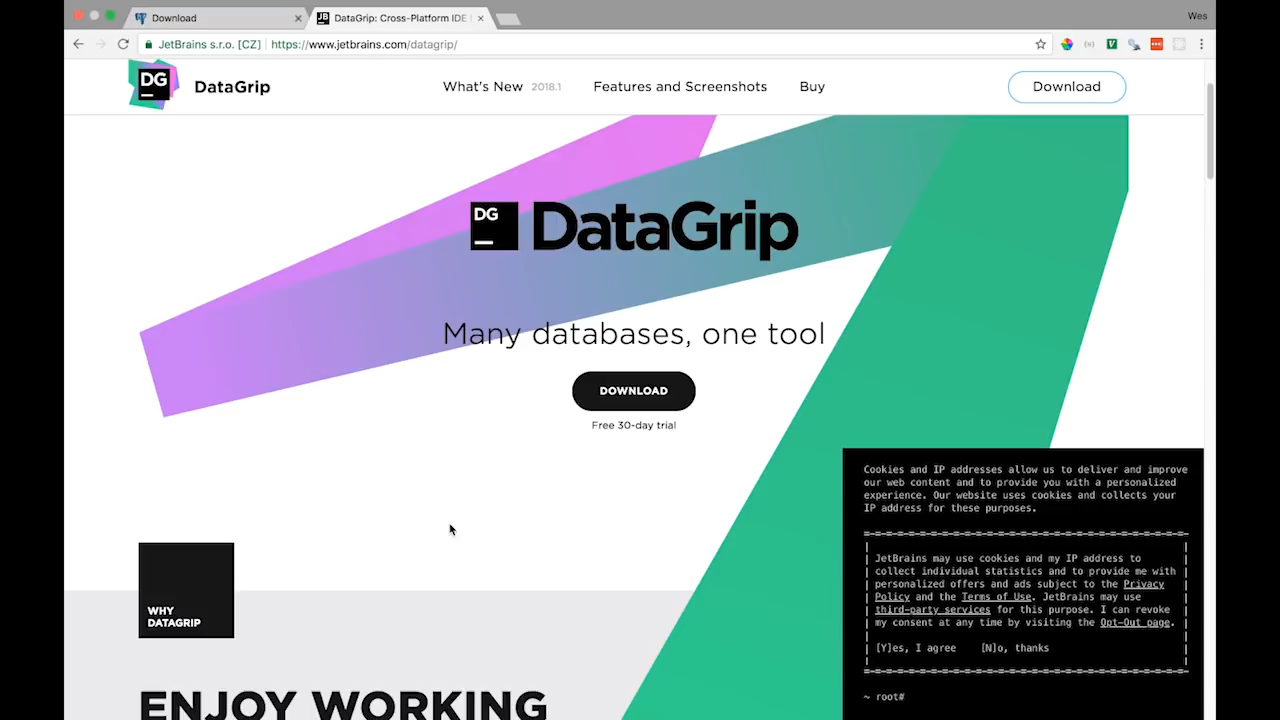 Download
DataGrip: Cross-Platform IDE
Wes
JetBrains s.r.o. [CZ]
https://www.jetbrains.com/datagrip/
DG
DataGrip
What's New 2018.1
Features and Screenshots
Buy
Download
DG
DataGrip
Many databases, one tool
DOWNLOAD
Free 30-day trial
WHY
DATAGRIP
ENJOY WORKING
Cookies and IP addresses allow us to deliver and improve
our web content and to provide you with a personalized
experience. Our website uses cookies and collects your
IP address for these purposes.
JetBrains may use cookies and my IP address to
collect individual statistics and to provide me with
personalized offers and ads subject to the Privacy
Policy and the Terms of Use. JetBrains may use
third-party services for this purpose. I can revoke
my consent at any time by visiting the Opt-Out page.
[Y]es, I agree [N]o, thanks
~ root#